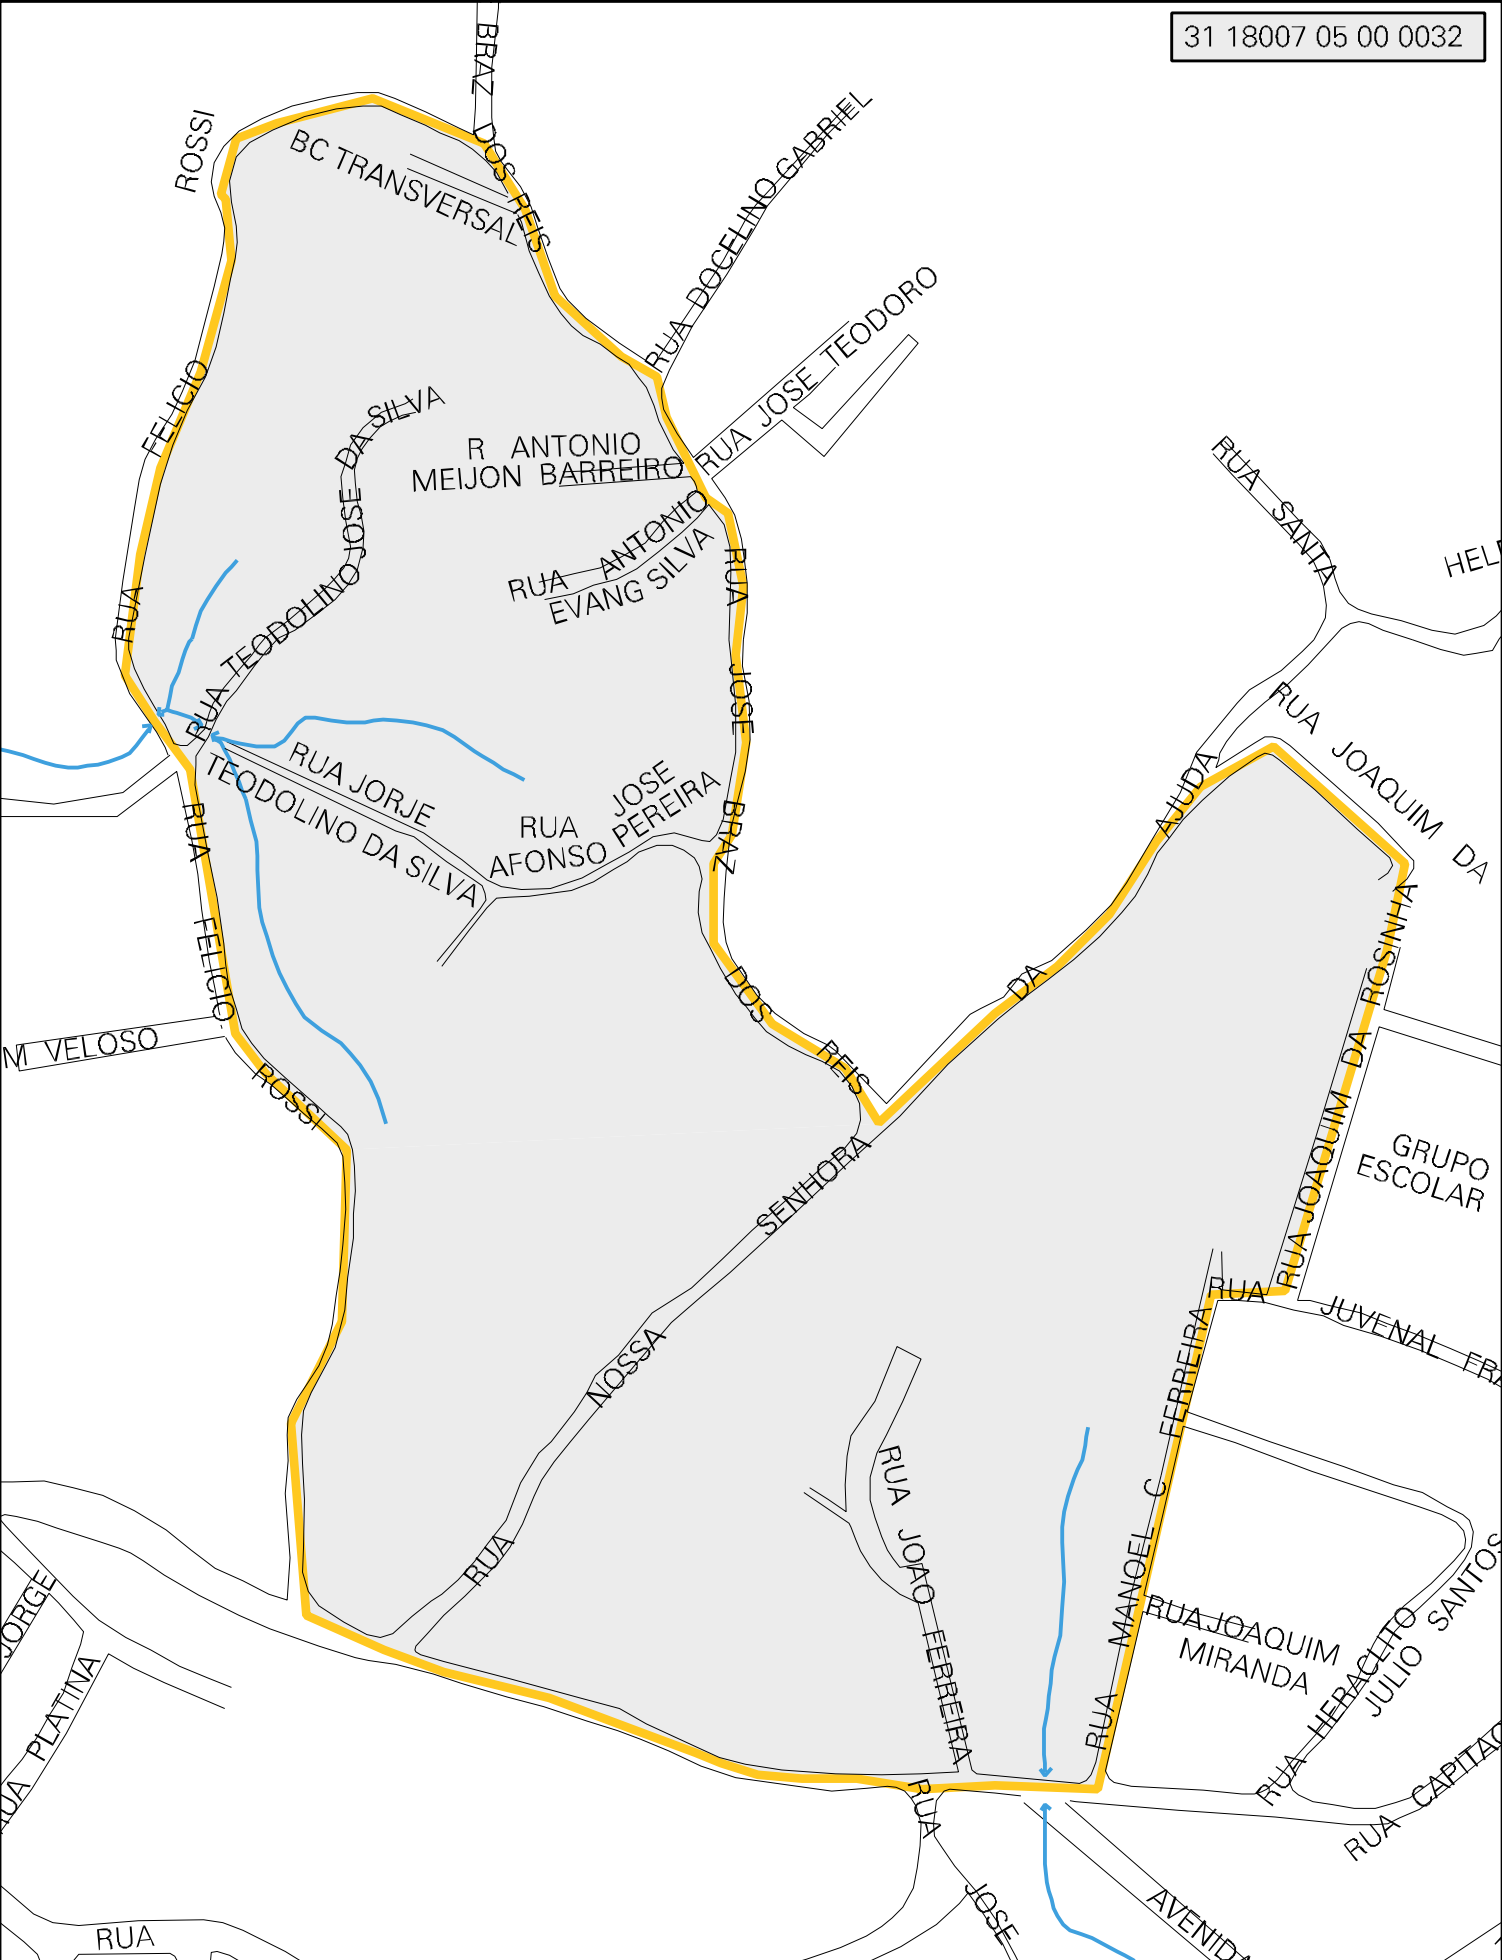 31 18007 05 00 0032
BRAZ DOS REIS
ROSSI
BC TRANSVERSAL
RUA DOCELINO GABRIEL
RUA JOSE TEODORO
RUA FELICIO
RUA TEODOLINO JOSE DA SILVA
R ANTONIO
MEIJON BARREIRO
RUA ANTONIO
EVANG SILVA
RUA SANTA
RUA JOSE BRAZ DOS REIS
RUA JORJE
TEODOLINO DA SILVA
RUA
AFONSO
JOSE
PEREIRA
RUA JOAQUIM DA
RUA FELICIO ROSSI
M VELOSO
RUA NOSSA SENHORA DA AJUDA
RUA JOAQUIM DA ROSINHA
GRUPO
ESCOLAR
RUA JUVENAL
RUA MANOEL C FERREIRA
RUA JOAO FERREIRA
RUA JOAQUIM
MIRANDA
RUA HERACLITO
JULIO SANTOS
JORGE
PLATINA
RUA
RUA JOSE
AVENIDA
RUA